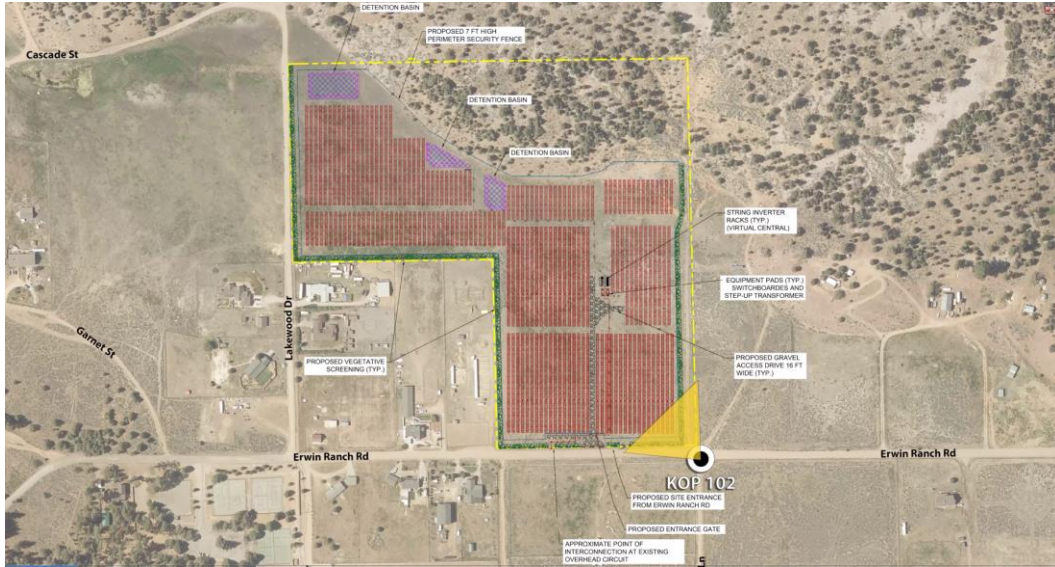 DETENTION BASIN
Cascade St
PROPOSED 7 FT HIGH
PERIMETER SECURITY FENCE
DETENTION BASIN
DETENTION BASIN
STRING INVERTER
RACKS (TYP.)
(VIRTUAL CENTRAL)
EQUIPMENT PADS (TYP.)
SWITCHBOARDES AND
STEP-UP TRANSFORMER
Garnet St
Lakewood Dr
PROPOSED VEGETATIVE
SCREENING (TYP.)
PROPOSED GRAVEL
ACCESS DRIVE 16 FT
WIDE (TYP.)
Erwin Ranch Rd
Erwin Ranch Rd
KOP 102
PROPOSED SITE ENTRANCE
FROM ERWIN RANCH RD
PROPOSED ENTRANCE GATE
APPROXIMATE POINT OF
INTERCONNECTION AT EXISTING
OVERHEAD CIRCUIT